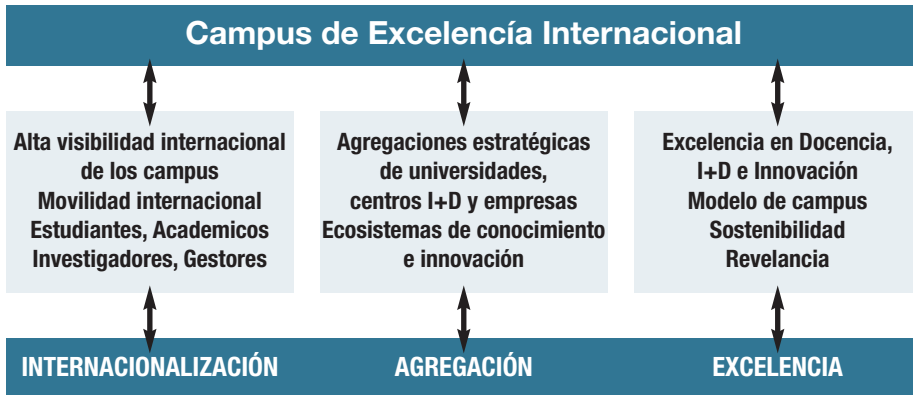 Campus de Excelencía Internacional
Alta visibilidad internacional
de los campus
Movilidad internacional
Estudiantes, Academicos
Investigadores, Gestores
Agregaciones estratégicas
de universidades,
centros I+D y empresas
Ecosistemas de conocimiento
e innovación
Excelencia en Docencia,
I+D e Innovación
Modelo de campus
Sostenibilidad
Revelancia
INTERNACIONALIZACIÓN
AGREGACIÓN
EXCELENCIA